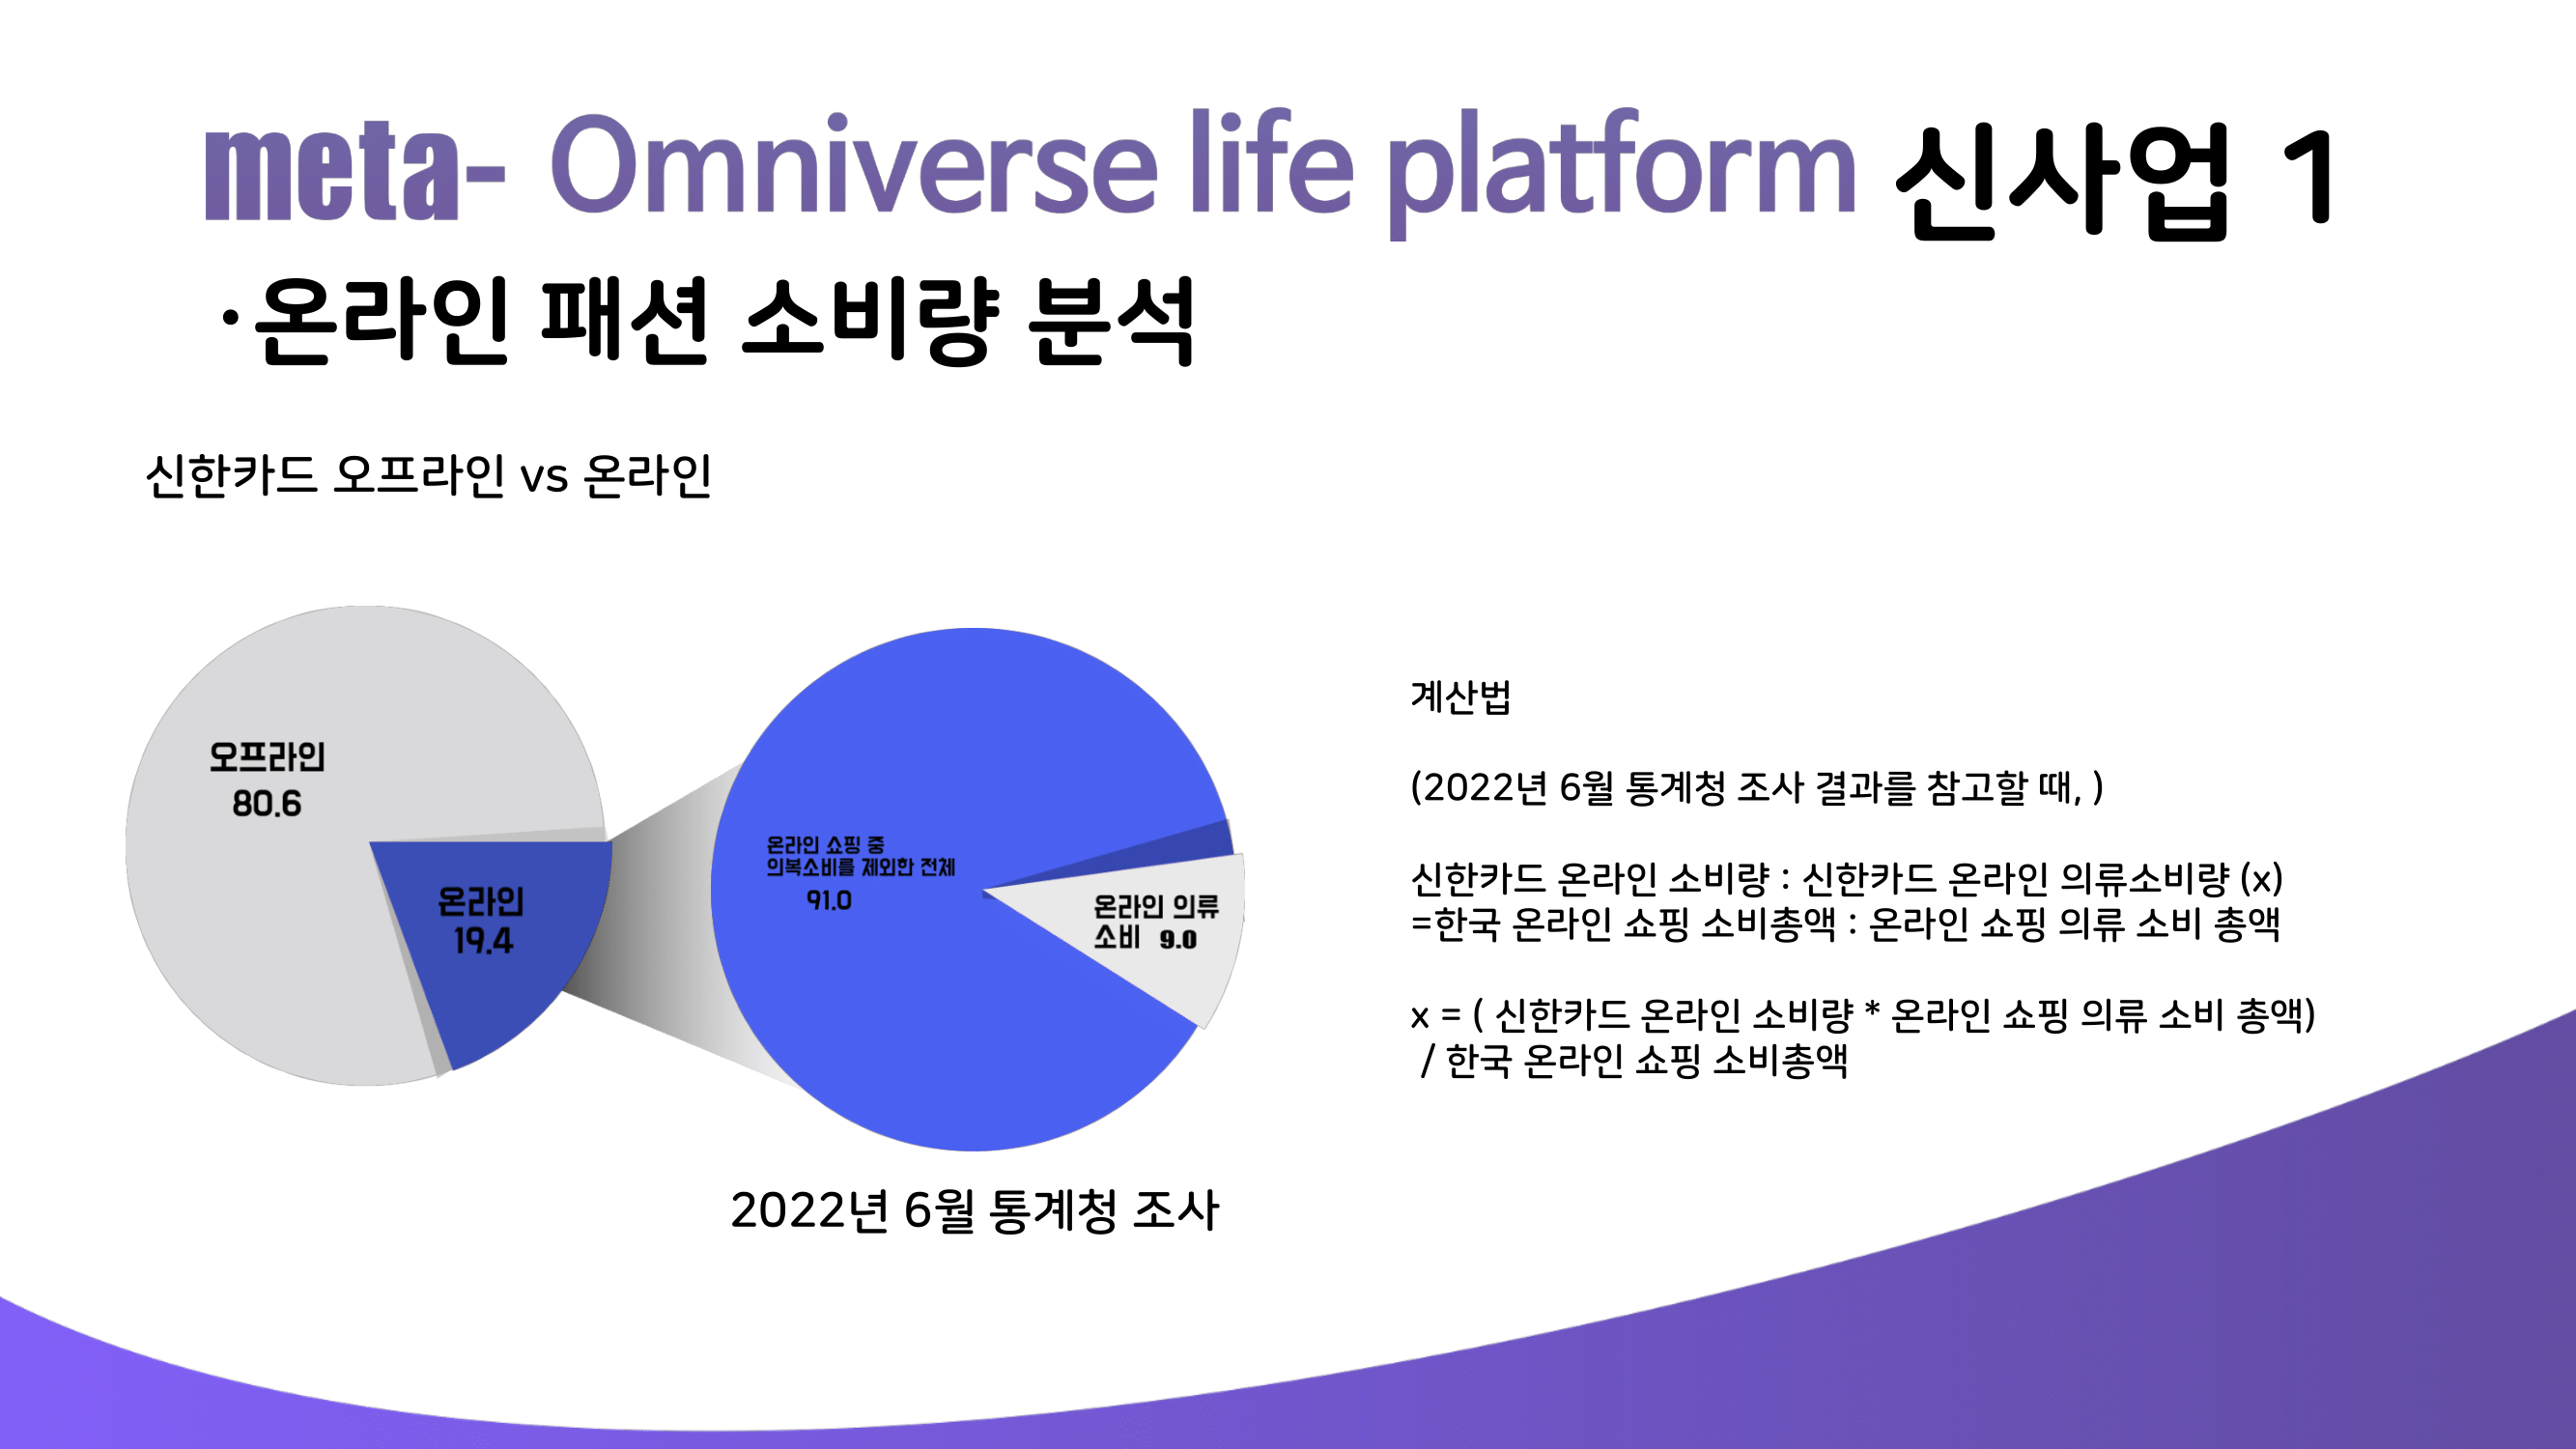 meta- Omniverse life platform 신사업 1
·온라인 패션 소비량 분석
신한카드 오프라인 vs 온라인
오프라인
80.6
온라인
19.4
온라인 쇼핑 중
의복소비를 제외한 전체
91.0
온라인 의류
소비 9.0
2022년 6월 통계청 조사
계산법
(2022년 6월 통계청 조사 결과를 참고할 때, )
신한카드 온라인 소비량 : 신한카드 온라인 의류소비량 (x)
=한국 온라인 쇼핑 소비총액 : 온라인 쇼핑 의류 소비 총액
x = ( 신한카드 온라인 소비량 * 온라인 쇼핑 의류 소비 총액)
/ 한국 온라인 쇼핑 소비총액